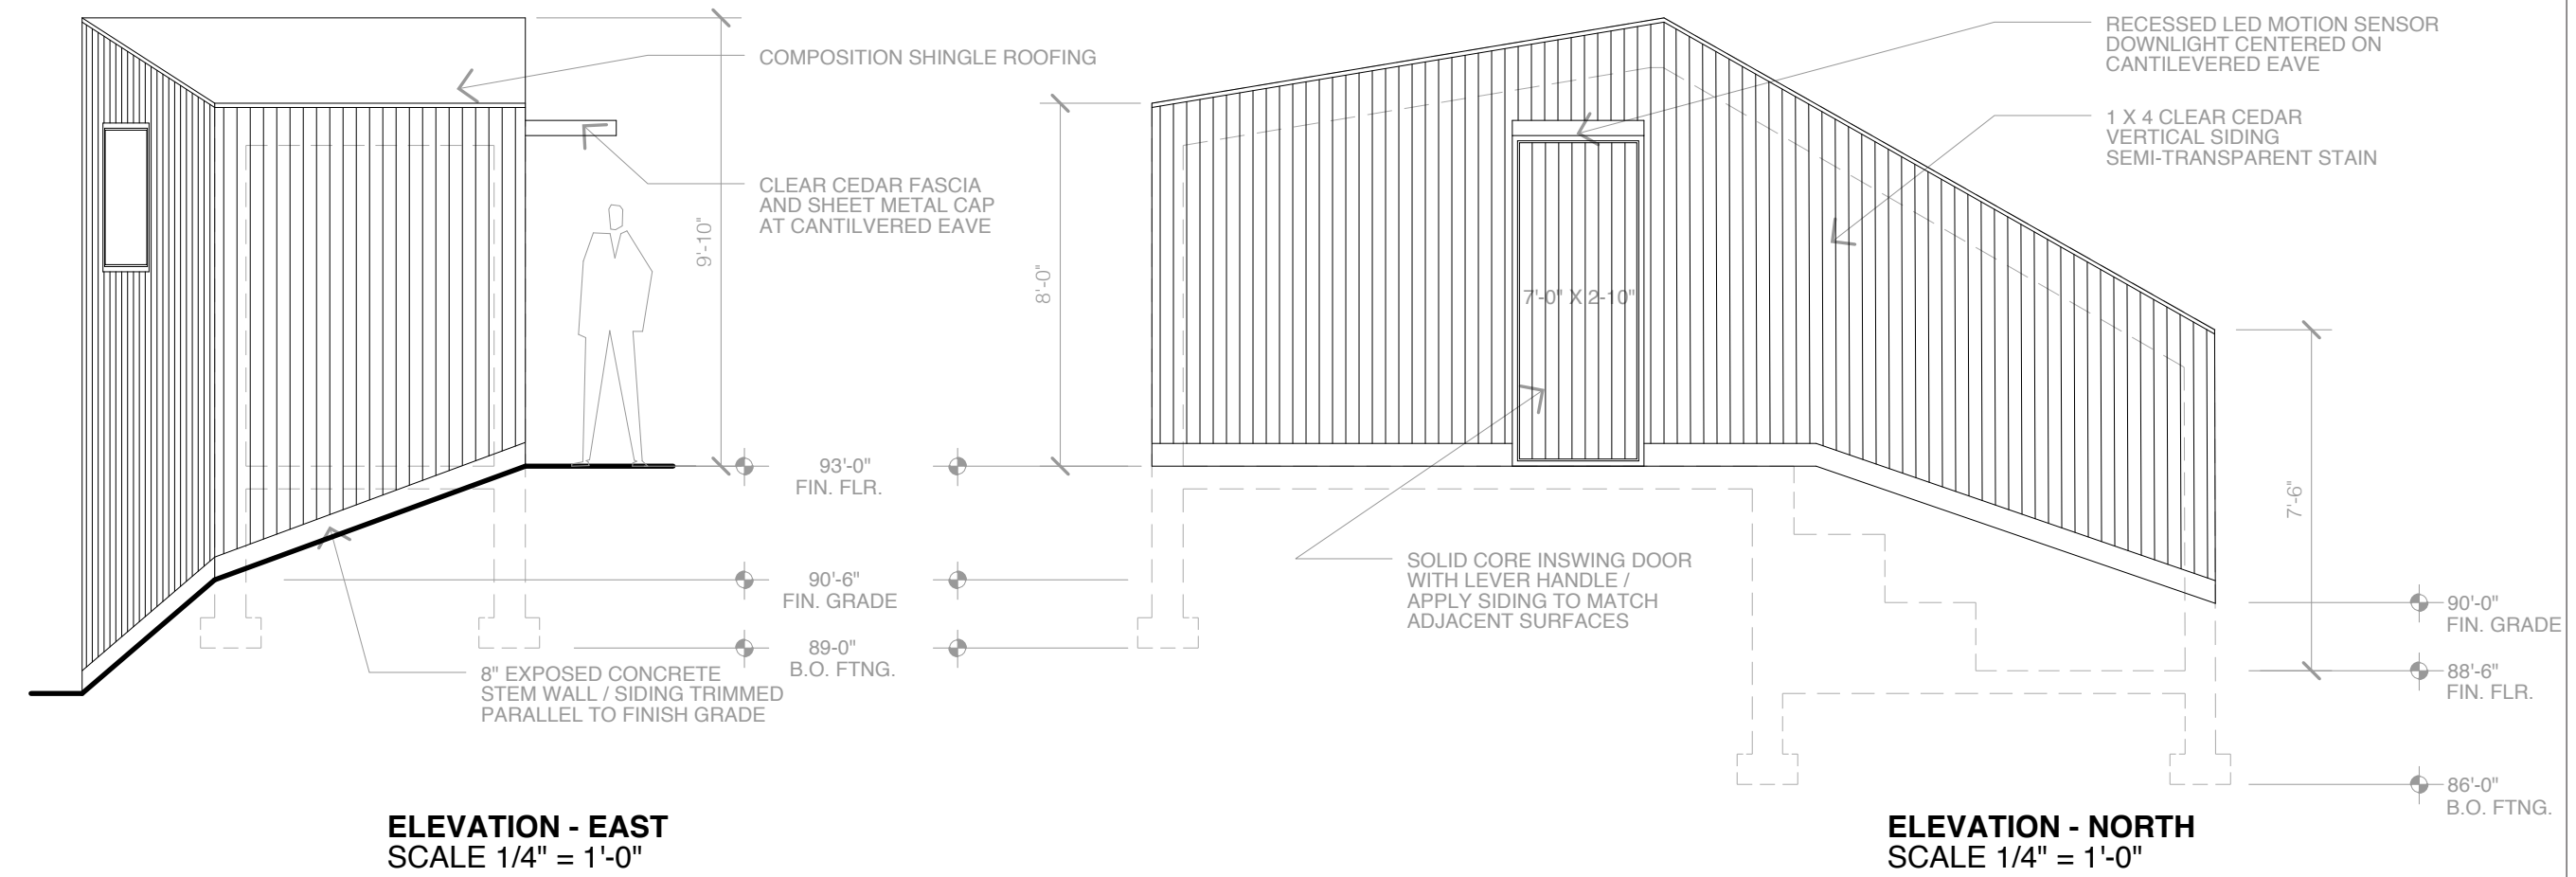 COMPOSITION SHINGLE ROOFING
CLEAR CEDAR FASCIA
AND SHEET METAL CAP
AT CANTILVERED EAVE
9'-10"
93'-0"
FIN. FLR.
90'-6"
FIN. GRADE
89-0"
B.O. FTNG.
8" EXPOSED CONCRETE
STEM WALL / SIDING TRIMMED
PARALLEL TO FINISH GRADE
ELEVATION - EAST
SCALE 1/4" = 1'-0"
8'-0"
RECESSED LED MOTION SENSOR
DOWNLIGHT CENTERED ON
CANTILEVERED EAVE
1 X 4 CLEAR CEDAR
VERTICAL SIDING
SEMI-TRANSPARENT STAIN
7'-0" X 2-10"
SOLID CORE INSWING DOOR
WITH LEVER HANDLE /
APPLY SIDING TO MATCH
ADJACENT SURFACES
7'-6"
90'-0"
FIN. GRADE
88'-6"
FIN. FLR.
86'-0"
B.O. FTNG.
ELEVATION - NORTH
SCALE 1/4" = 1'-0"